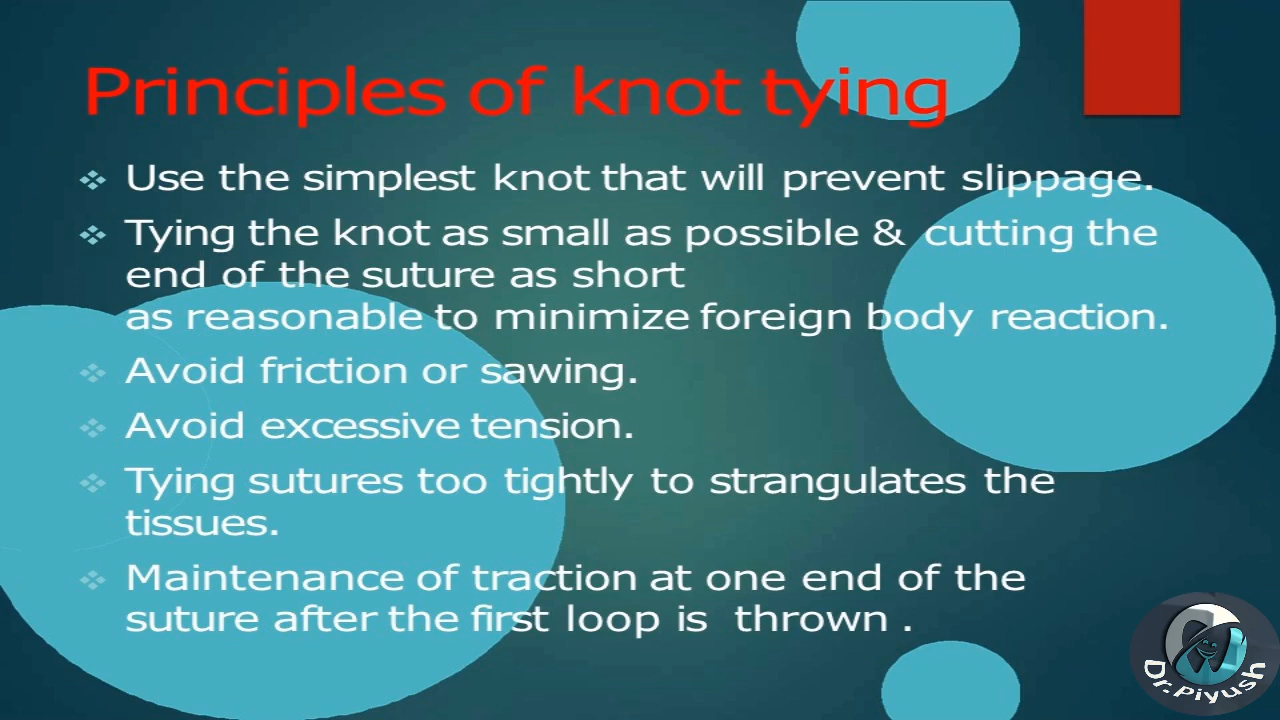 Principles of knot tying
Use the simplest knot that will prevent slippage.
Tying the knot as small as possible & cutting the
end of the suture as short
as reasonable to minimize foreign body reaction.
Avoid friction or sawing.
Avoid excessive tension.
Tying sutures too tightly to strangulates the
tissues.
Maintenance of traction at one end of the
suture after the first loop is thrown .
Dr.Piyush